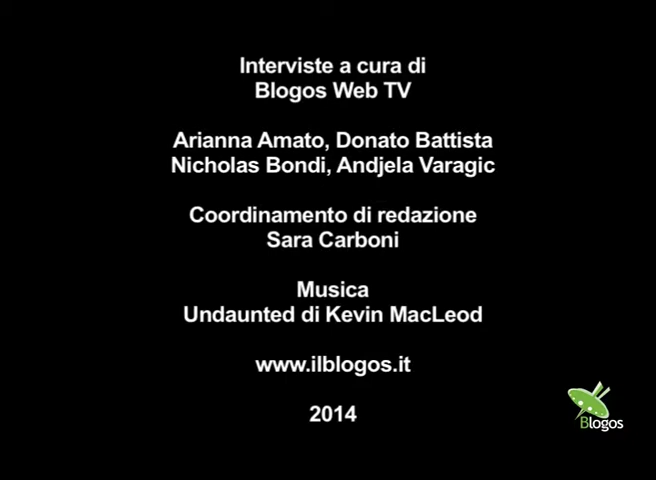 Interviste a cura di
Blogos Web TV
Arianna Amato, Donato Battista
Nicholas Bondi, Andjela Varagic
Coordinamento di redazione
Sara Carboni
Musica
Undaunted di Kevin MacLeod
www.ilblogos.it
2014
Blogos